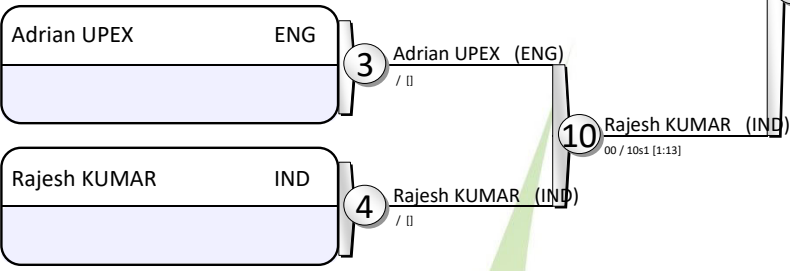 Adrian UPEX ENG
3
Adrian UPEX (ENG)
/ []
10
Rajesh KUMAR (IND)
00 / 10s1 [1:13]
Rajesh KUMAR IND
4
Rajesh KUMAR (IND)
/ []